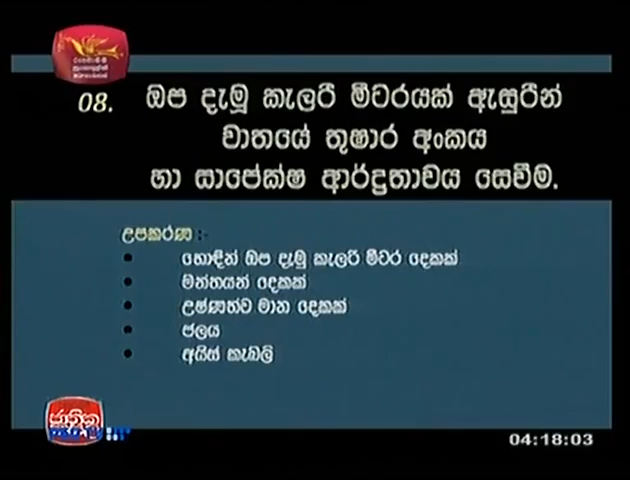 08. ඔප දැමූ කැලරි මීටරයක් ඇසුරින්
වාතයේ තුෂාර අංකය
හා සාපේක්ෂ ආර්ද්‍රතාවය සෙවීම.
උපකරණ :-
• හොඳින් ඔප දැමු කැලරි මීටර දෙකක්
• මන්තයන් දෙකක්
• උෂ්ණත්ව මාන දෙකක්
• ජලය
• අයිස් කැබලි
ජාතික
04:18:03